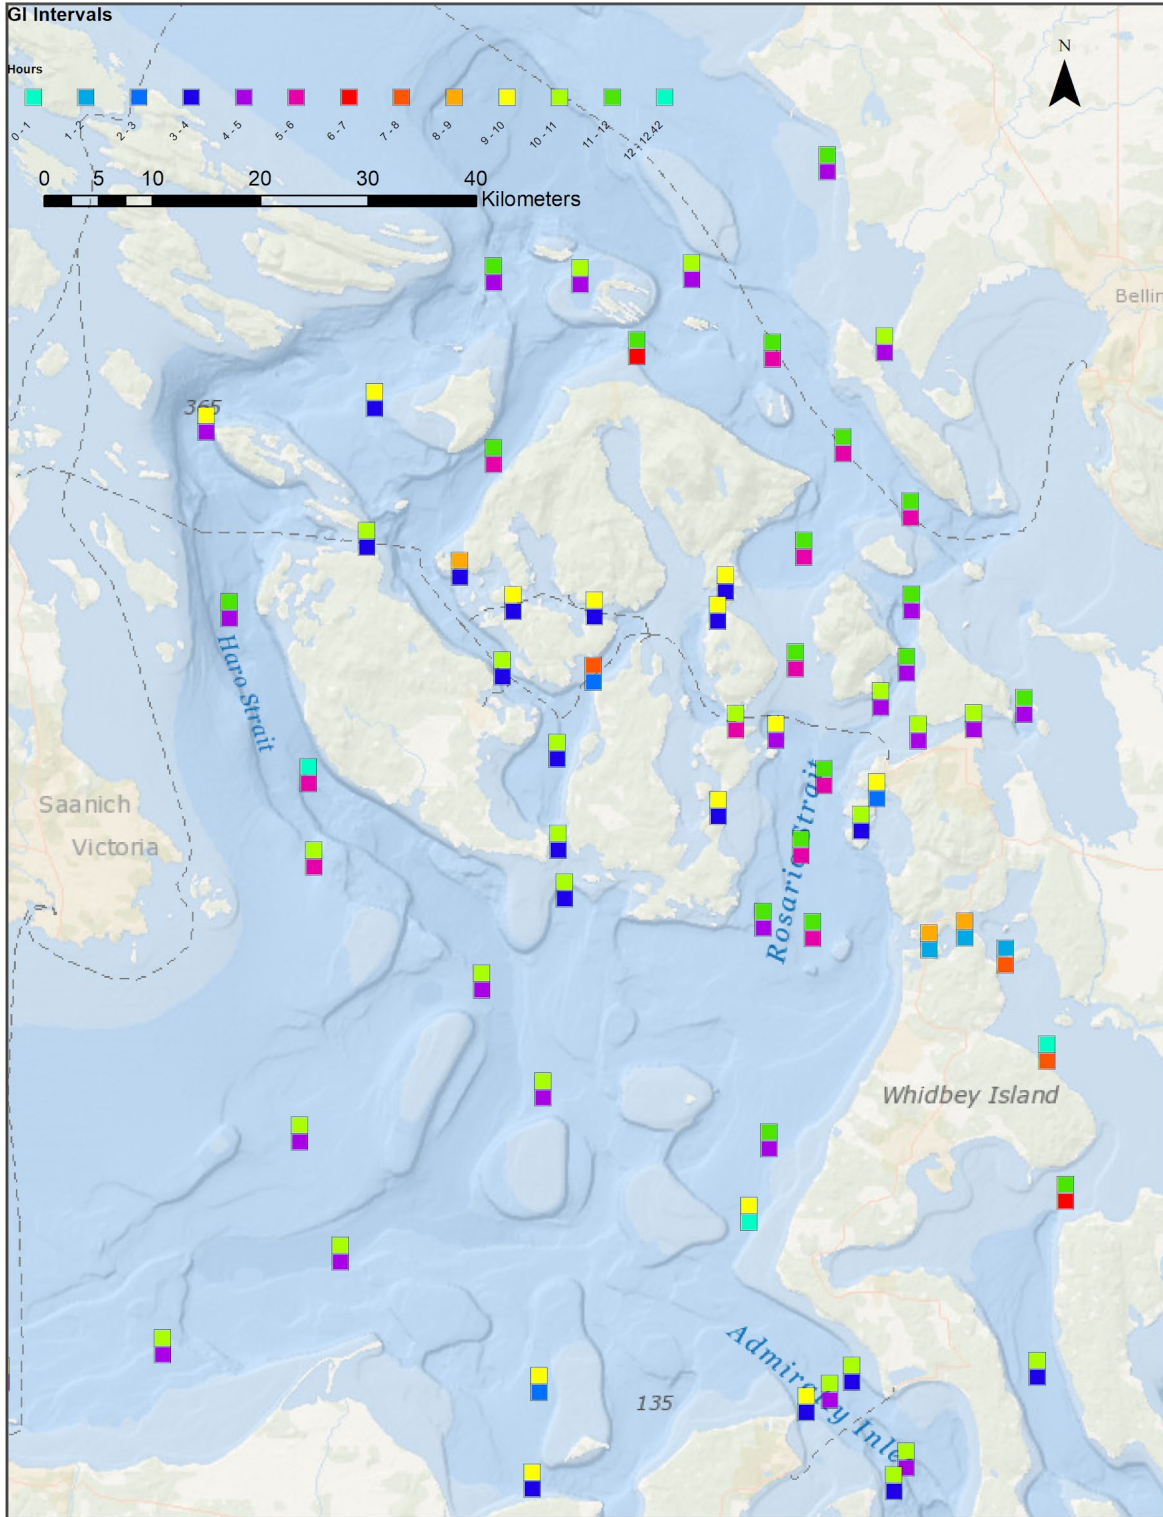 GI Intervals
Hours
0 - 1 1 - 2 2 - 3 3 - 4 4 - 5 5 - 6 6 - 7 7 - 8 8 - 9 9 - 10 10 - 11 11 - 12 12 - 12.42
N
0 5 10 20 30 40
Kilometers
Bellin
365
Haro Strait
Saanich
Victoria
Rosario Strait
Whidbey Island
Admiralty Inle
135